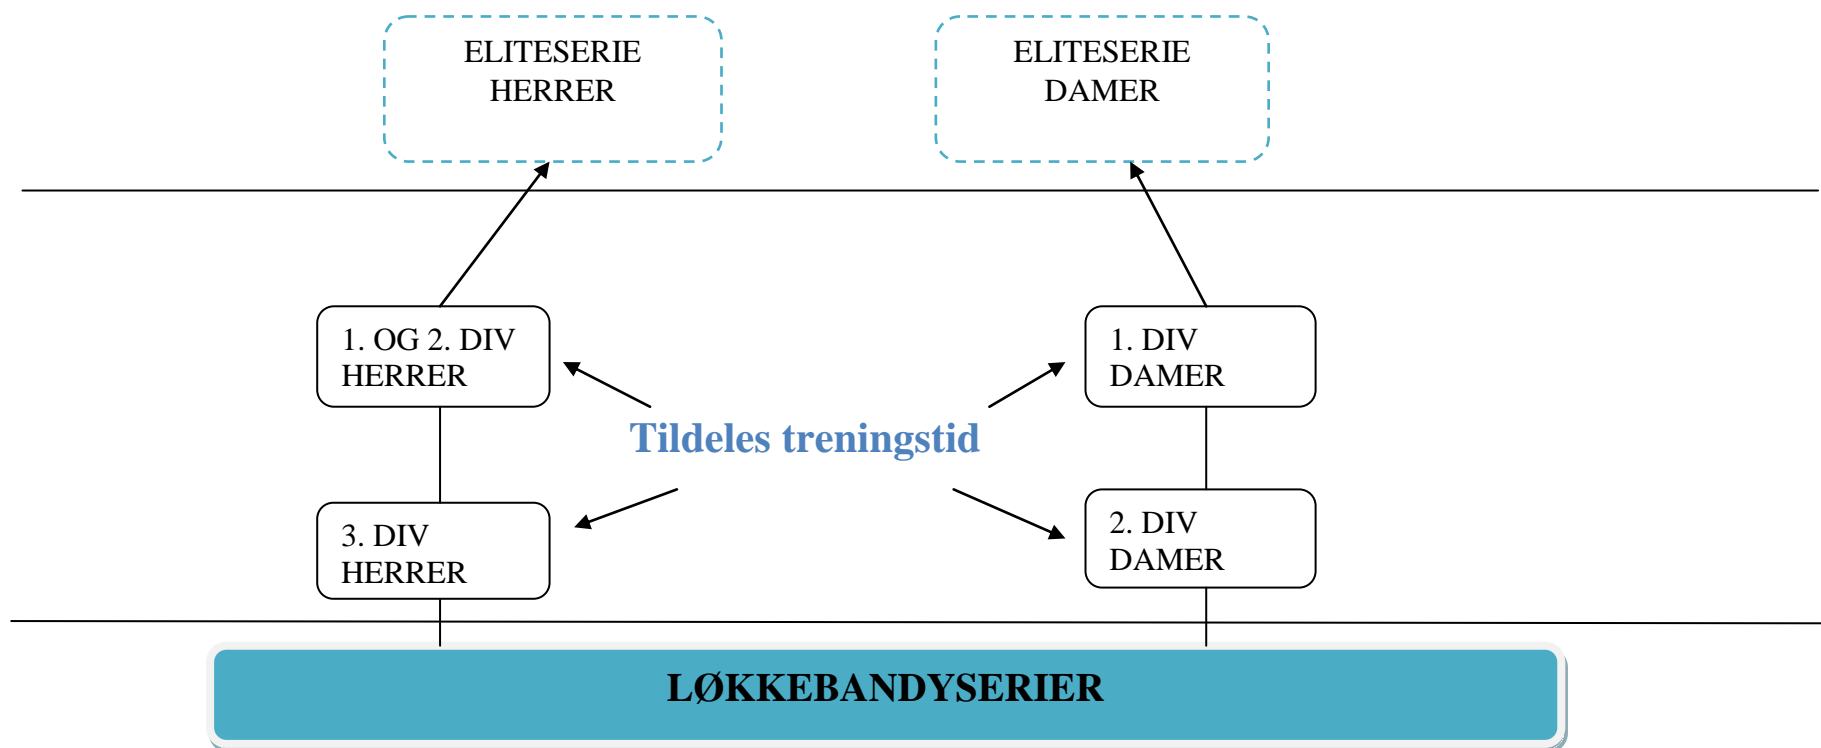 ELITESERIE
HERRER
ELITESERIE
DAMER
1. OG 2. DIV
HERRER
1. DIV
DAMER
Tildeles treningstid
3. DIV
HERRER
2. DIV
DAMER
LØKKEBANDYSERIER